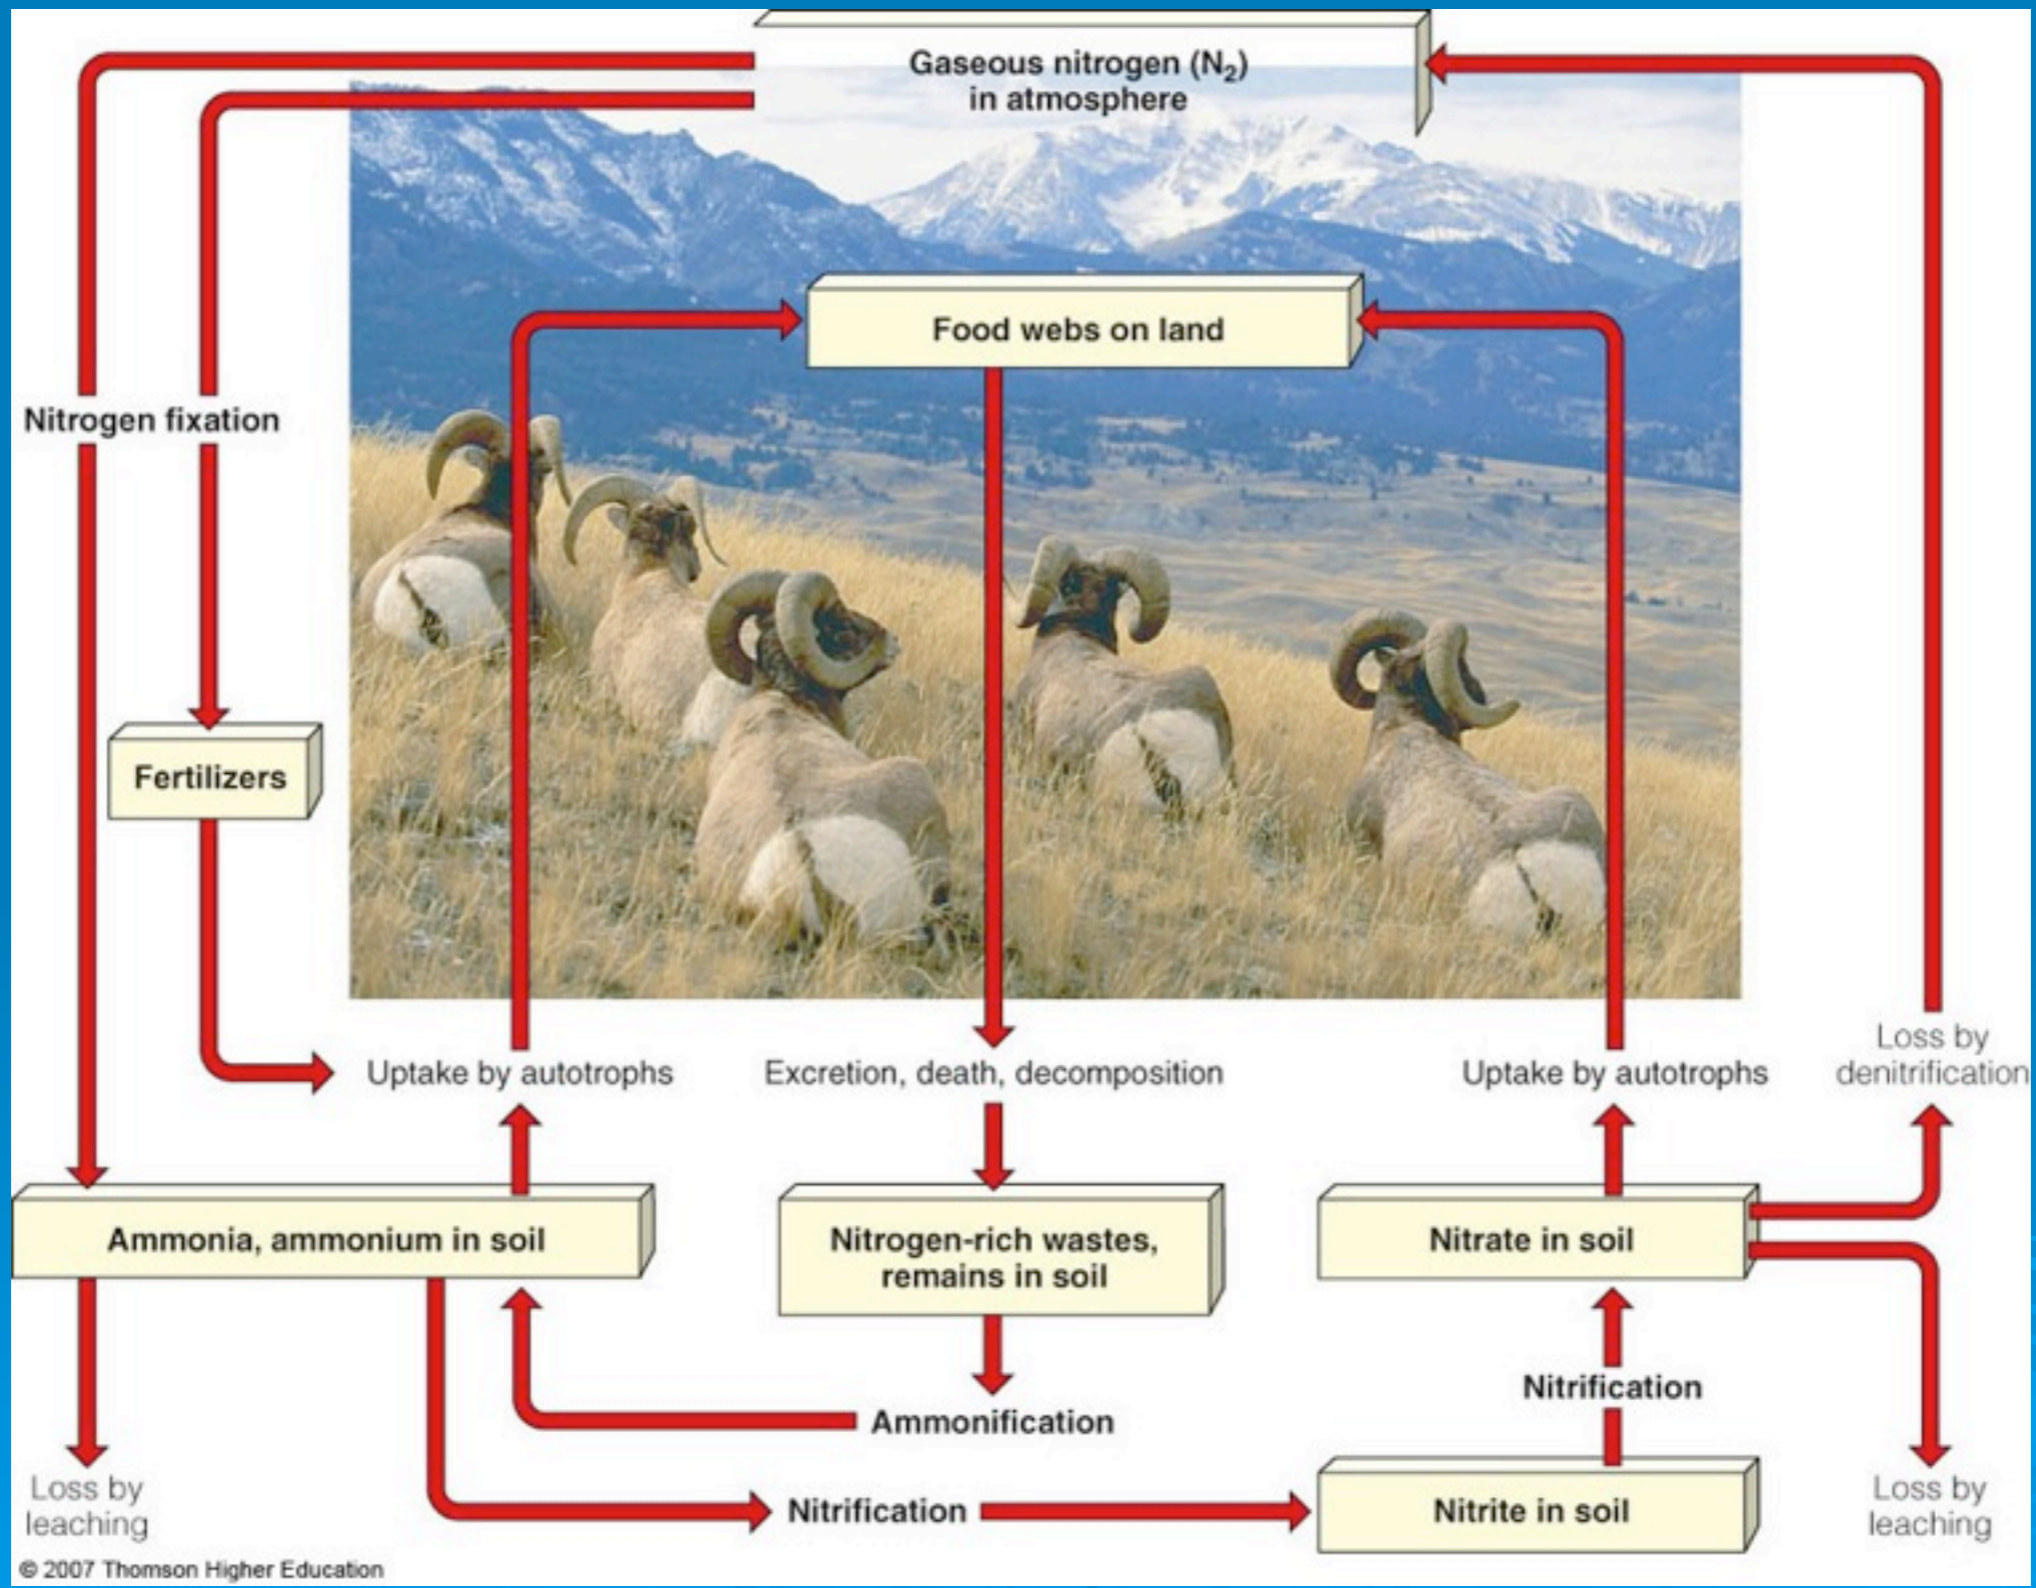 Gaseous nitrogen (N₂)
in atmosphere
Food webs on land
Nitrogen fixation
Fertilizers
Uptake by autotrophs
Excretion, death, decomposition
Uptake by autotrophs
Loss by
denitrification
Ammonia, ammonium in soil
Nitrogen-rich wastes,
remains in soil
Nitrate in soil
Ammonification
Nitrification
Loss by
leaching
Nitrification
Nitrite in soil
Loss by
leaching
© 2007 Thomson Higher Education